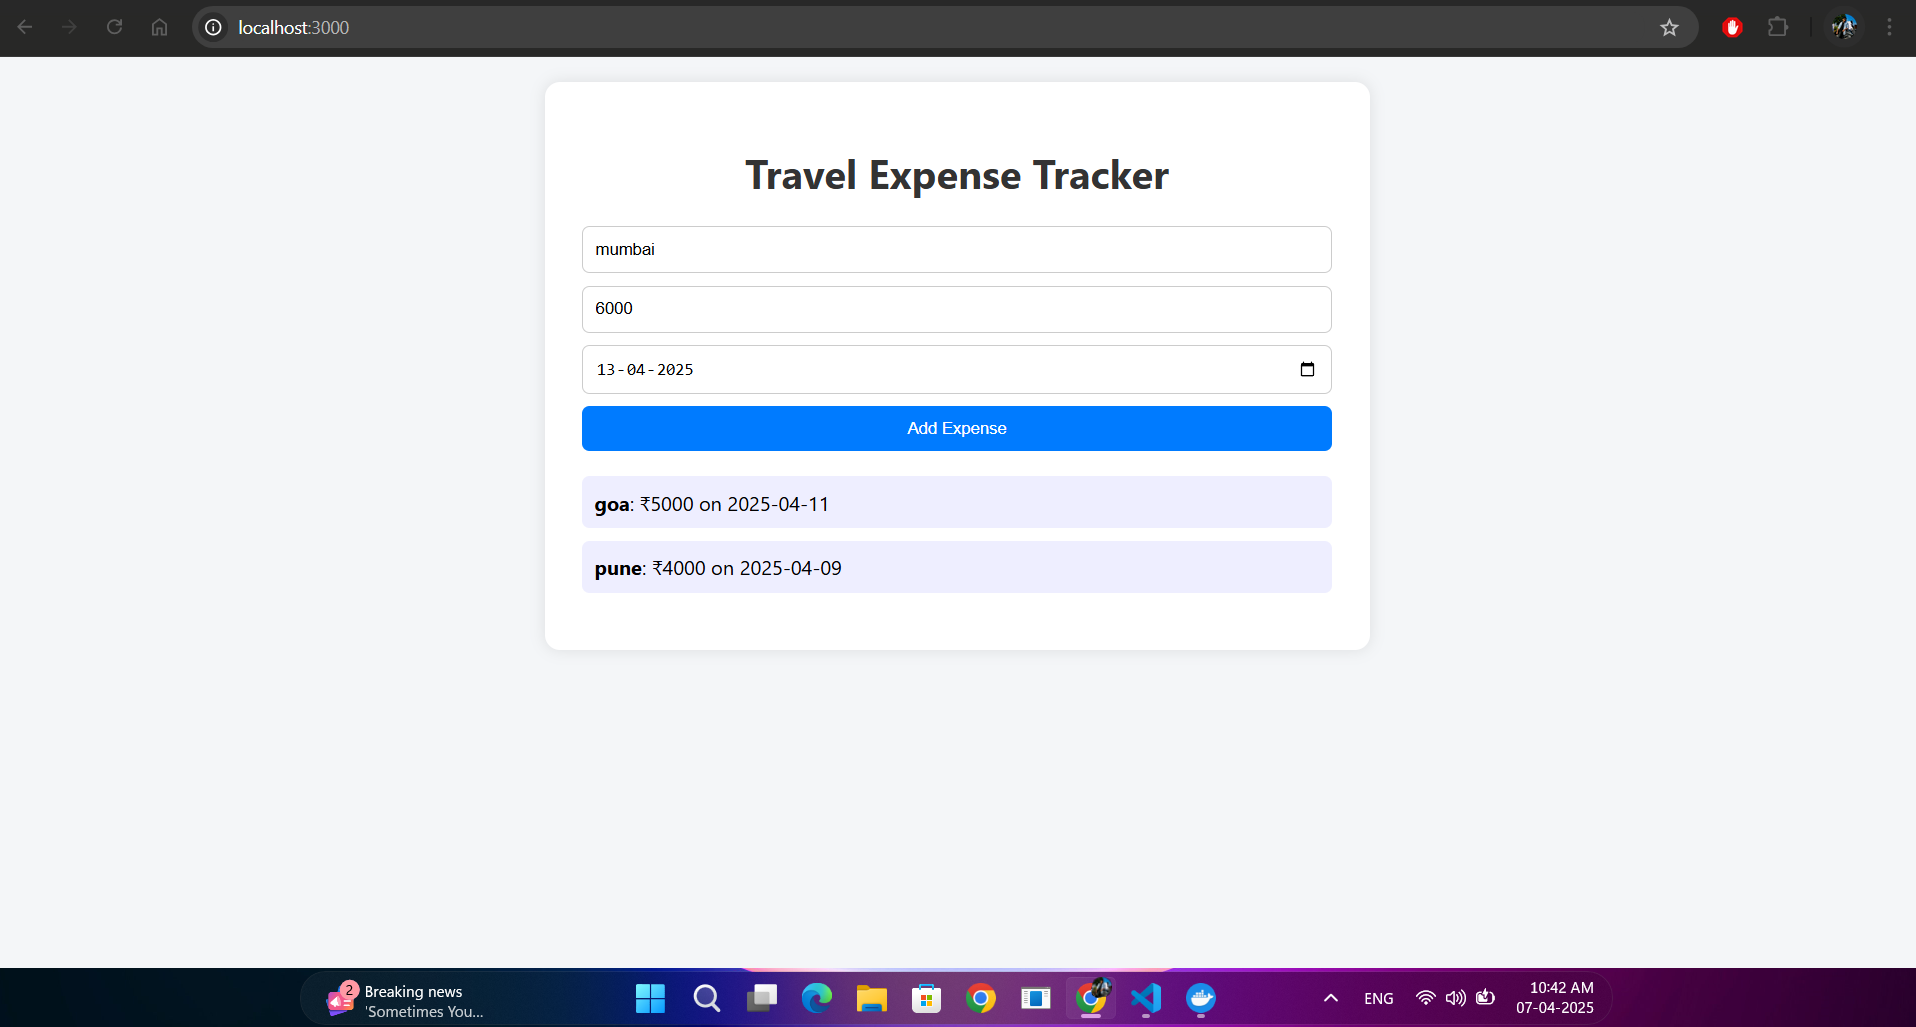 localhost:3000
Travel Expense Tracker
mumbai
6000
13-04-2025
Add Expense
goa: ₹5000 on 2025-04-11
pune: ₹4000 on 2025-04-09
2
Breaking news
'Sometimes You...
ENG
10:42 AM
07-04-2025